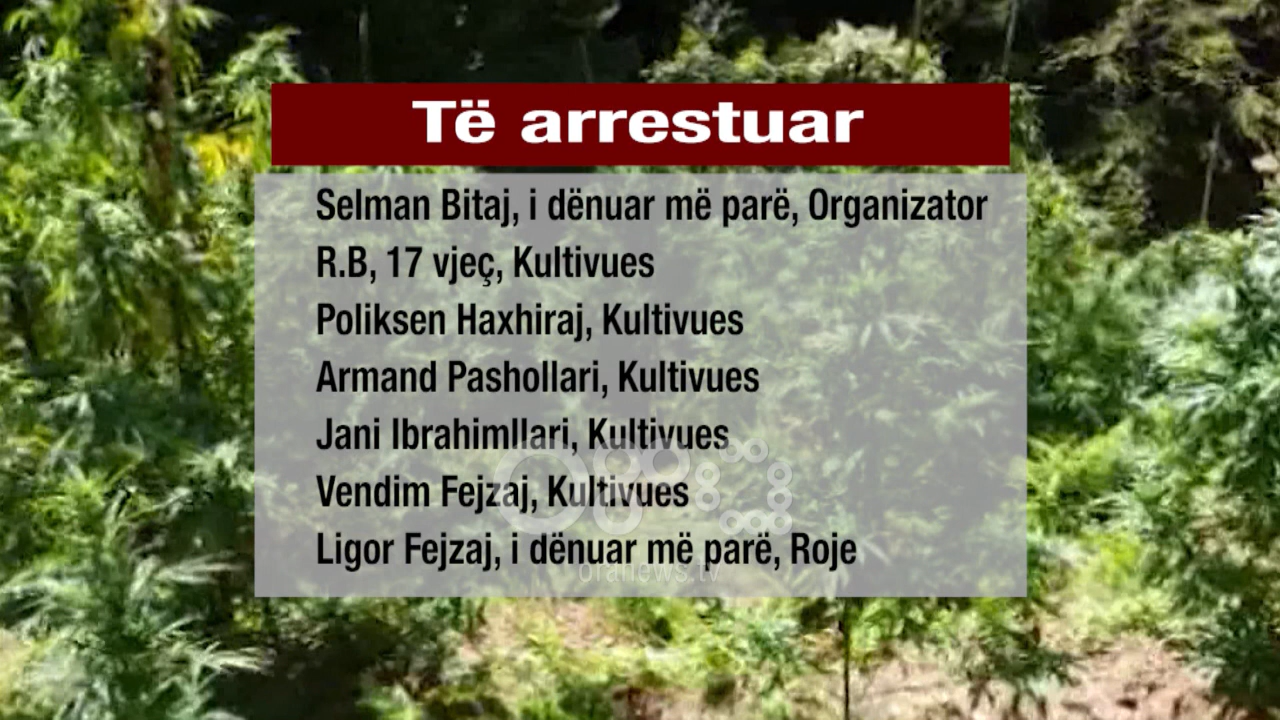 Të arrestuar
Selman Bitaj, i dënuar më parë, Organizator
R.B, 17 vjeç, Kultivues
Poliksen Haxhiraj, Kultivues
Armand Pashollari, Kultivues
Jani Ibrahimllari, Kultivues
Vendim Fejzaj, Kultivues
Ligor Fejzaj, i dënuar më parë, Roje
oranews.tv